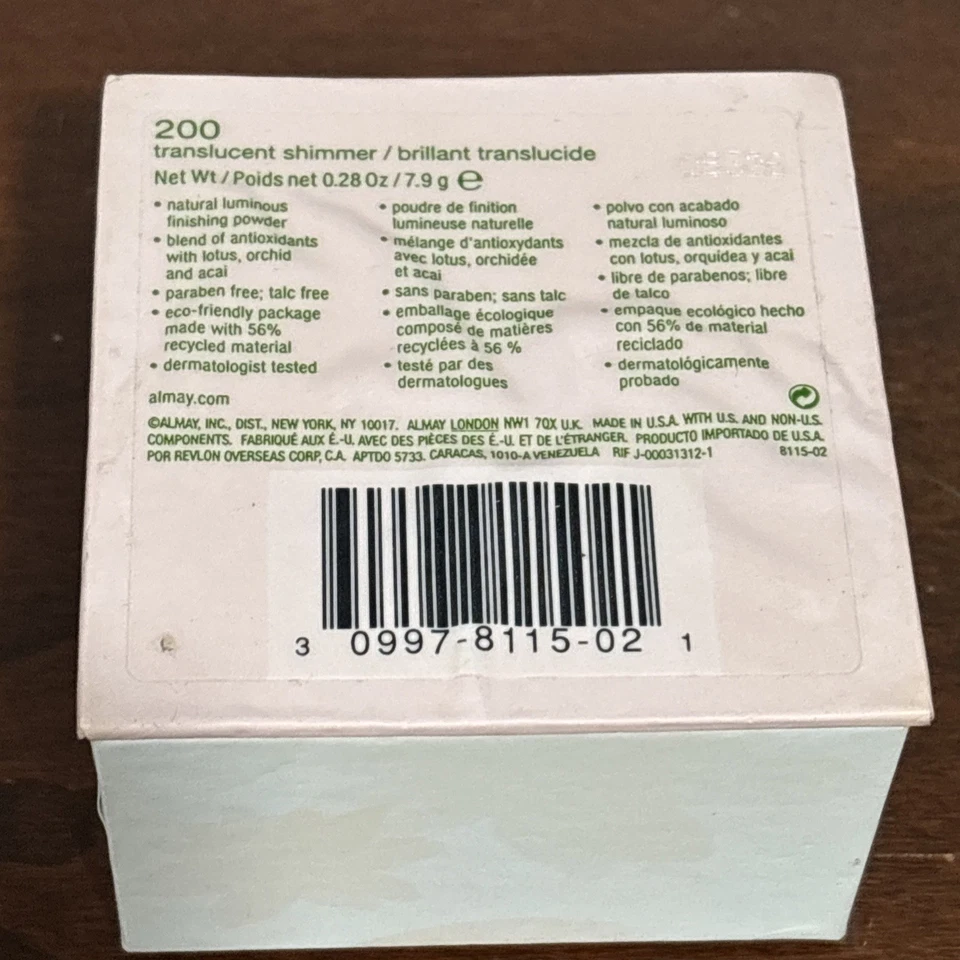 200
translucent shimmer / brillant translucide
Net Wt / Poids net 0.28 Oz / 7.9 g ℮
• natural luminous
finishing powder
• blend of antioxidants
with lotus, orchid
and acai
• paraben free; talc free
• eco-friendly package
made with 56%
recycled material
• dermatologist tested
• poudre de finition
lumineuse naturelle
• mélange d'antioxydants
avec lotus, orchidée
et acai
• sans paraben; sans talc
• emballage écologique
composé de matières
recyclées à 56 %
• testé par des
dermatologues
• polvo con acabado
natural luminoso
• mezcla de antioxidantes
con lotus, orquídea y acai
• libre de parabenos; libre
de talco
• empaque ecológico hecho
con 56% de material
reciclado
• dermatológicamente
probado
almay.com
©ALMAY, INC., DIST., NEW YORK, NY 10017. ALMAY LONDON NW1 7QX U.K. MADE IN U.S.A. WITH U.S. AND NON-U.S.
COMPONENTS. FABRIQUÉ AUX É.-U. AVEC DES PIÈCES DES É.-U. ET DE L'ÉTRANGER. PRODUCTO IMPORTADO DE U.S.A.
POR REVLON OVERSEAS CORP, C.A. APTDO 5733. CARACAS, 1010-A VENEZUELA RIF J-00031312-1 8115-02
3 0997-8115-02 1